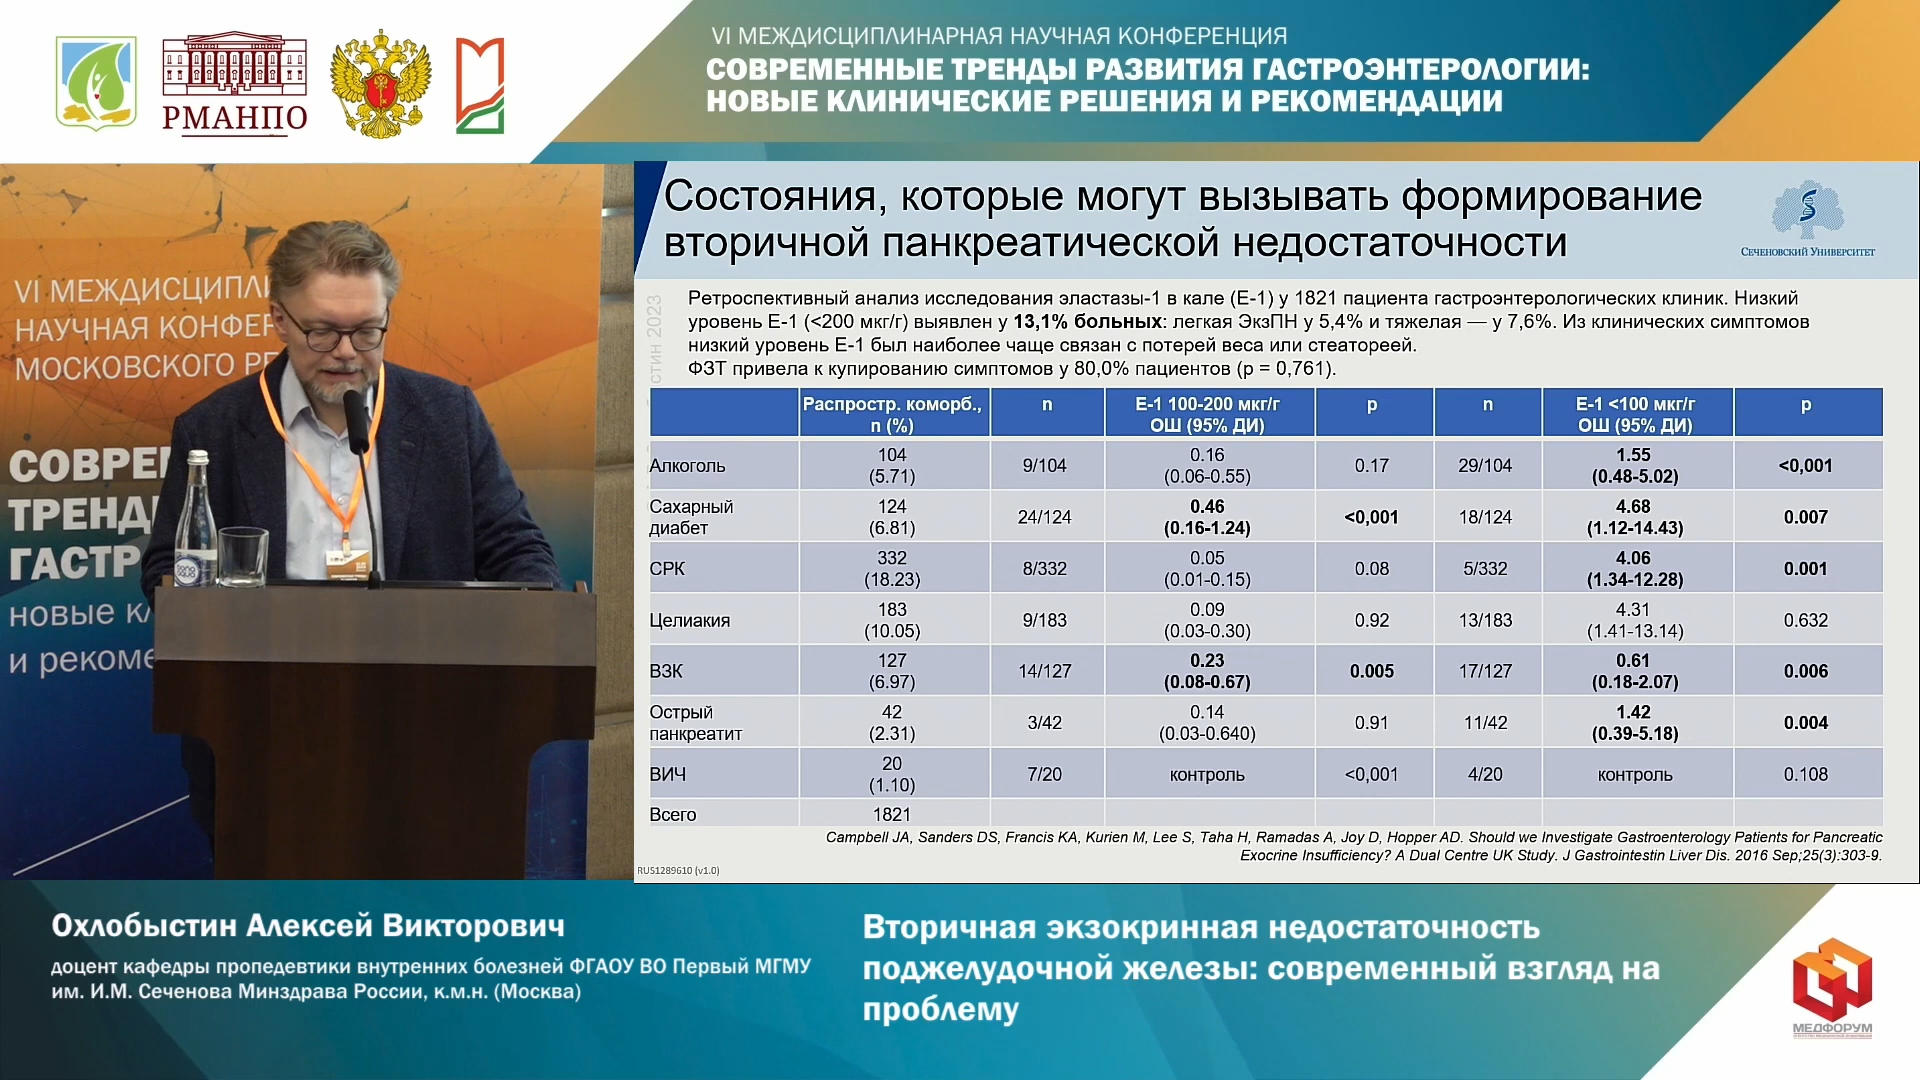 РМАНПО
VI МЕЖДИСЦИПЛИНАРНАЯ НАУЧНАЯ КОНФЕРЕНЦИЯ
СОВРЕМЕННЫЕ ТРЕНДЫ РАЗВИТИЯ ГАСТРОЭНТЕРОЛОГИИ:
НОВЫЕ КЛИНИЧЕСКИЕ РЕШЕНИЯ И РЕКОМЕНДАЦИИ
VI МЕЖДИСЦИПЛ
НАУЧНАЯ КОНФЕР
МОСКОВСКОГО РЕ
СОВРЕ
ТРЕНД
ГАСТР
новые кл
и рекоме
Состояния, которые могут вызывать формирование
вторичной панкреатической недостаточности
Сеченовский Университет
стин 2023
Ретроспективный анализ исследования эластазы-1 в кале (Е-1) у 1821 пациента гастроэнтерологических клиник. Низкий
уровень Е-1 (<200 мкг/г) выявлен у 13,1% больных: легкая ЭкзПН у 5,4% и тяжелая — у 7,6%. Из клинических симптомов
низкий уровень Е-1 был наиболее чаще связан с потерей веса или стеатореей.
ФЗТ привела к купированию симптомов у 80,0% пациентов (p = 0,761).
Распростр. коморб., n (%) n Е-1 100-200 мкг/г ОШ (95% ДИ) p n Е-1 <100 мкг/г ОШ (95% ДИ) p
Алкоголь 104 (5.71) 9/104 0.16 (0.06-0.55) 0.17 29/104 1.55 (0.48-5.02) <0,001
Сахарный диабет 124 (6.81) 24/124 0.46 (0.16-1.24) <0,001 18/124 4.68 (1.12-14.43) 0.007
СРК 332 (18.23) 8/332 0.05 (0.01-0.15) 0.08 5/332 4.06 (1.34-12.28) 0.001
Целиакия 183 (10.05) 9/183 0.09 (0.03-0.30) 0.92 13/183 4.31 (1.41-13.14) 0.632
ВЗК 127 (6.97) 14/127 0.23 (0.08-0.67) 0.005 17/127 0.61 (0.18-2.07) 0.006
Острый панкреатит 42 (2.31) 3/42 0.14 (0.03-0.640) 0.91 11/42 1.42 (0.39-5.18) 0.004
ВИЧ 20 (1.10) 7/20 контроль <0,001 4/20 контроль 0.108
Всего 1821
Campbell JA, Sanders DS, Francis KA, Kurien M, Lee S, Taha H, Ramadas A, Joy D, Hopper AD. Should we Investigate Gastroenterology Patients for Pancreatic
Exocrine Insufficiency? A Dual Centre UK Study. J Gastrointestin Liver Dis. 2016 Sep;25(3):303-9.
RUS1289610 (v1.0)
Охлобыстин Алексей Викторович
доцент кафедры пропедевтики внутренних болезней ФГАОУ ВО Первый МГМУ
им. И.М. Сеченова Минздрава России, к.м.н. (Москва)
Вторичная экзокринная недостаточность
поджелудочной железы: современный взгляд на
проблему
МЕДФОРУМ